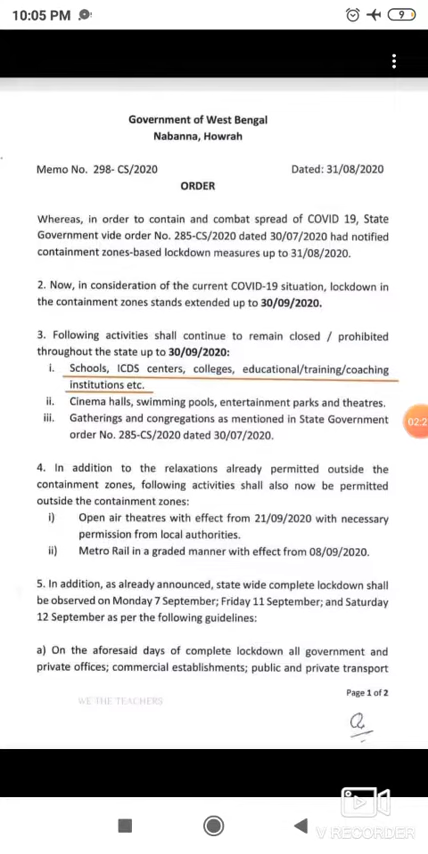 10:05 PM
9
Government of West Bengal
Nabanna, Howrah
Memo No. 298- CS/2020 Dated: 31/08/2020
ORDER
Whereas, in order to contain and combat spread of COVID 19, State
Government vide order No. 285-CS/2020 dated 30/07/2020 had notified
containment zones-based lockdown measures up to 31/08/2020.
2. Now, in consideration of the current COVID-19 situation, lockdown in
the containment zones stands extended up to 30/09/2020.
3. Following activities shall continue to remain closed / prohibited
throughout the state up to 30/09/2020:
i. Schools, ICDS centers, colleges, educational/training/coaching
institutions etc.
ii. Cinema halls, swimming pools, entertainment parks and theatres.
iii. Gatherings and congregations as mentioned in State Government
order No. 285-CS/2020 dated 30/07/2020.
02:2
4. In addition to the relaxations already permitted outside the
containment zones, following activities shall also now be permitted
outside the containment zones:
i) Open air theatres with effect from 21/09/2020 with necessary
permission from local authorities.
ii) Metro Rail in a graded manner with effect from 08/09/2020.
5. In addition, as already announced, state wide complete lockdown shall
be observed on Monday 7 September; Friday 11 September; and Saturday
12 September as per the following guidelines:
a) On the aforesaid days of complete lockdown all government and
private offices; commercial establishments; public and private transport
Page 1 of 2
WE THE TEACHERS
V RECORDER